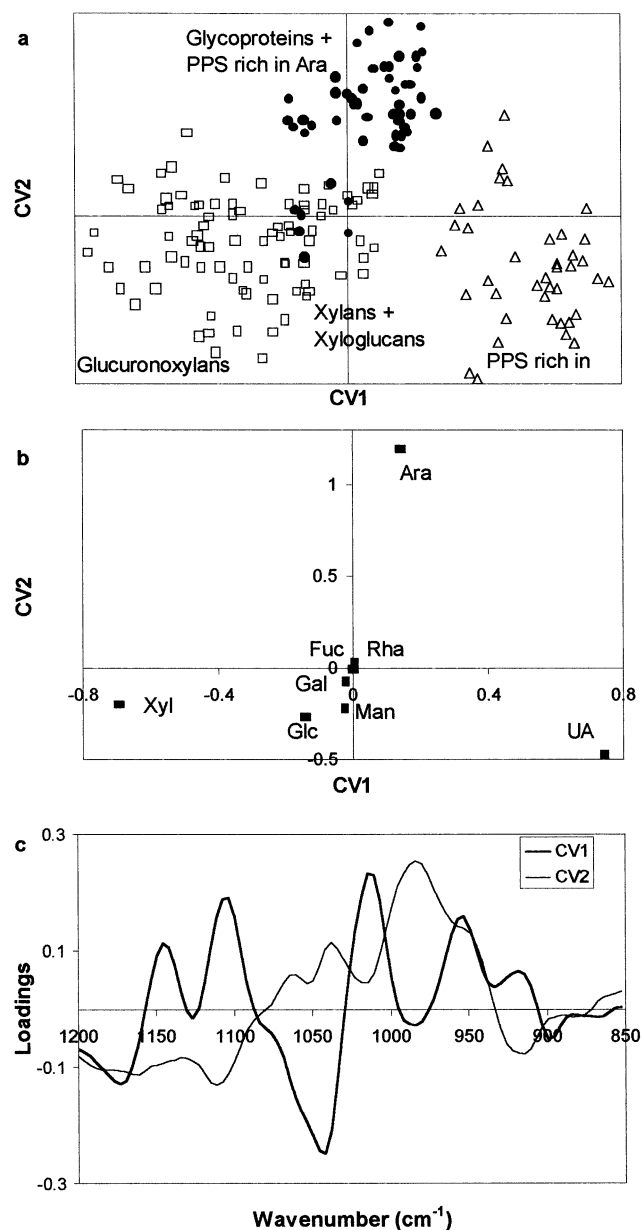 a
Glycoproteins +
PPS rich in Ara
CV2
Xylans +
Xyloglucans
Glucuronoxylans
PPS rich in
CV1
b
CV2
1
Ara
0.5
Fuc Rha
0
-0.8 -0.4 0 0.4 0.8
Gal
Xyl
Man
Glc
UA
-0.5
CV1
c
0.3
CV1
CV2
0.1
Loadings
1200 1150 1100 1050 1000 950 900 850
-0.1
-0.3
Wavenumber (cm-1)